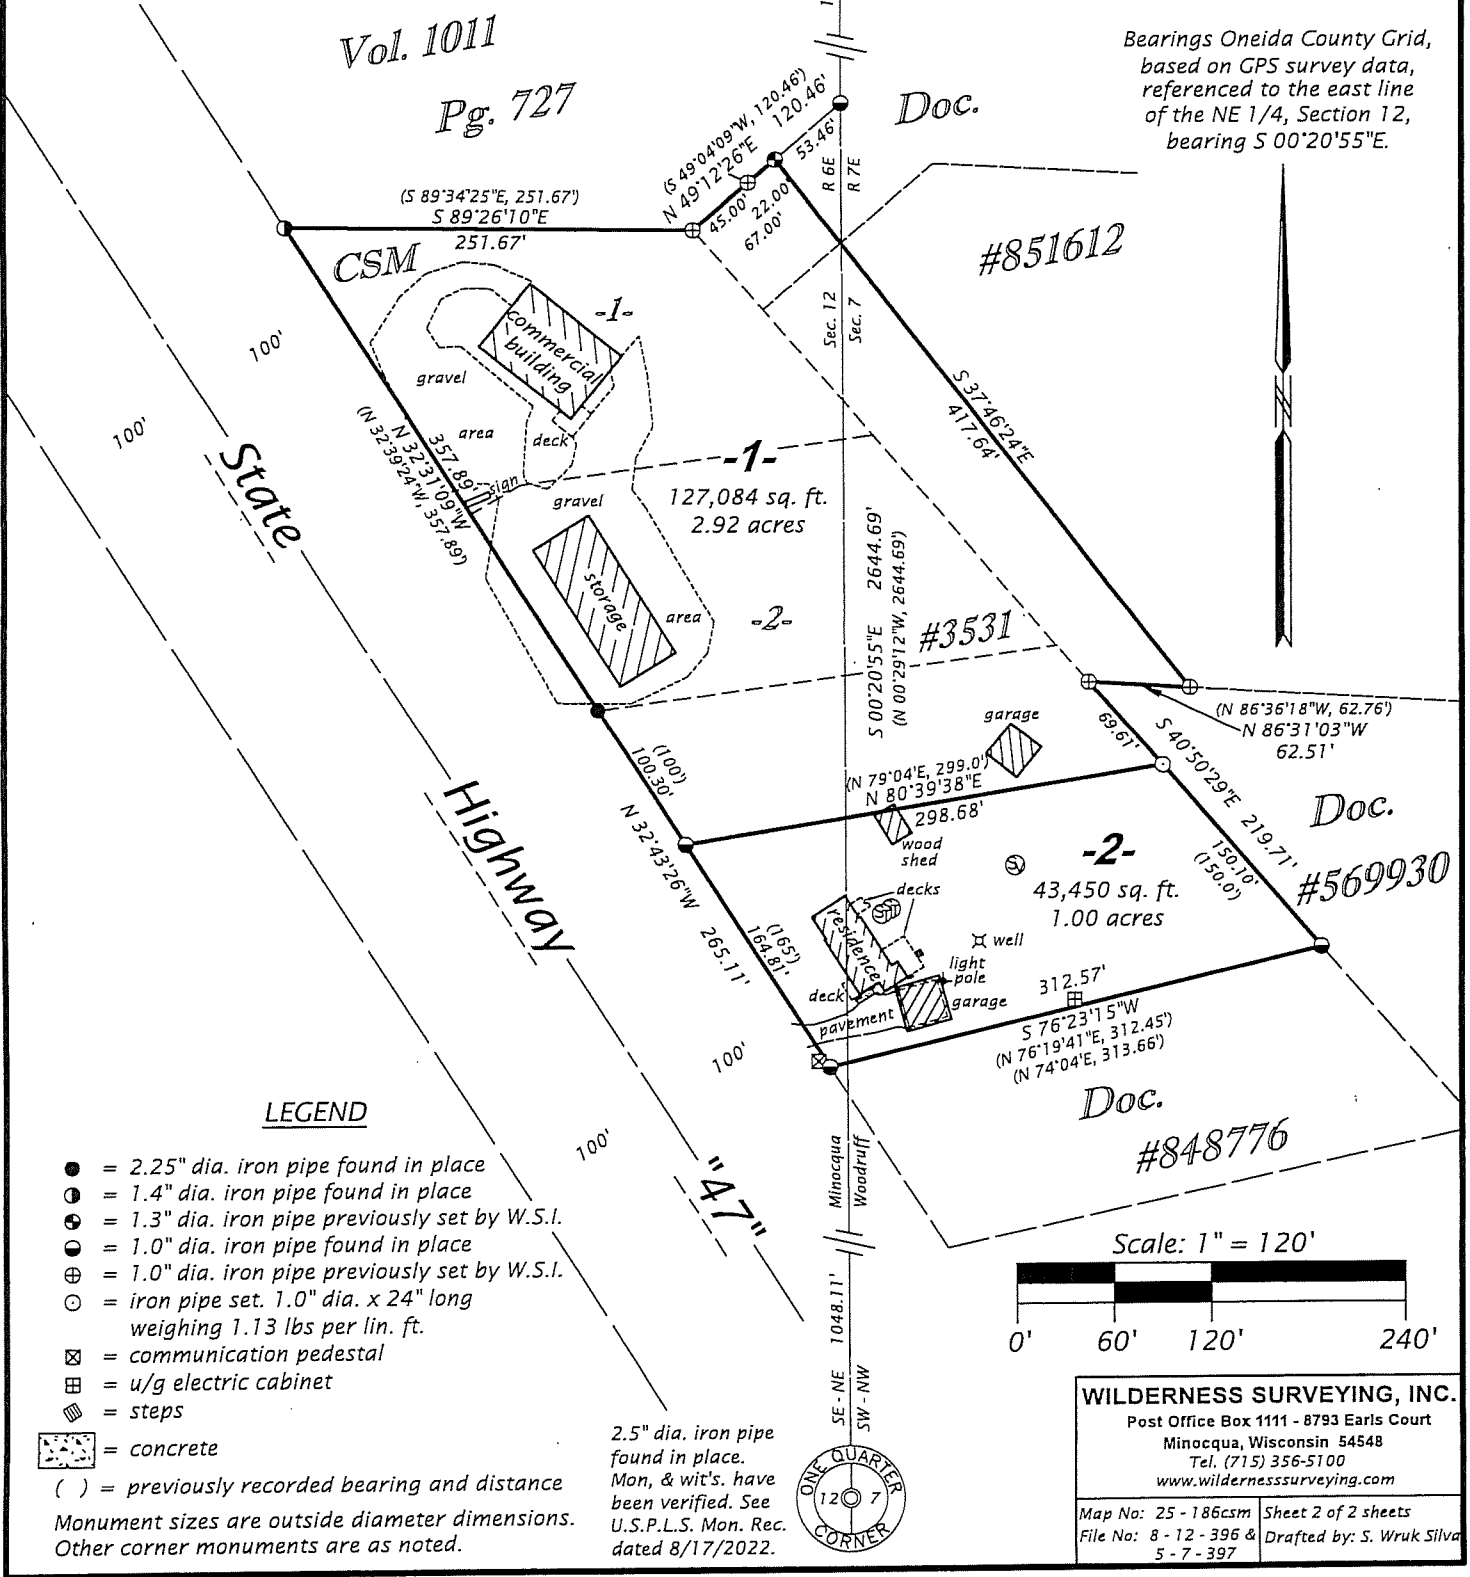 Vol. 1011
Pg. 727
Bearings Oneida County Grid,
based on GPS survey data,
referenced to the east line
of the NE 1/4, Section 12,
bearing S 00°20'55"E.
Doc.
#851612
(S 49°04'09"W, 120.46')
N 49°12'26"E 120.46'
53.46'
45.00'
22.00'
67.00'
R 6E
R 7E
(S 89°34'25"E, 251.67')
S 89°26'10"E
251.67'
CSM
-1-
commercial
building
gravel
area
deck
sign
Sec. 12
Sec. 7
100'
100'
State
357.89'
N 32°31'09"W
(N 32°39'24"W, 357.89')
S 37°46'24"E
417.64'
-1-
127,084 sq. ft.
2.92 acres
gravel
storage
area
-2-
#3531
S 00°20'55"E 2644.69'
(N 00°29'12"W, 2644.69')
garage
(N 86°36'18"W, 62.76')
N 86°31'03"W
62.51'
69.61'
S 40°50'29"E 219.71'
150.10'
(150.0')
(100')
100.30'
(N 79°04'E, 299.0')
N 80°39'38"E
298.68'
wood
shed
Highway
N 32°43'26"W 265.11'
(165')
164.81'
-2-
43,450 sq. ft.
1.00 acres
S
decks
ST
residence
well
light
pole
deck
garage
pavement
312.57'
S 76°23'15"W
(N 76°19'41"E, 312.45')
(N 74°04'E, 313.66')
Doc.
#569930
Doc.
#848776
100'
100'
"47"
Minocqua
Woodruff
1048.11'
SE - NE
SW - NW
LEGEND
= 2.25" dia. iron pipe found in place
= 1.4" dia. iron pipe found in place
= 1.3" dia. iron pipe previously set by W.S.I.
= 1.0" dia. iron pipe found in place
= 1.0" dia. iron pipe previously set by W.S.I.
= iron pipe set. 1.0" dia. x 24" long
weighing 1.13 lbs per lin. ft.
= communication pedestal
= u/g electric cabinet
= steps
= concrete
( ) = previously recorded bearing and distance
Monument sizes are outside diameter dimensions.
Other corner monuments are as noted.
2.5" dia. iron pipe
found in place.
Mon, & wit's. have
been verified. See
U.S.P.L.S. Mon. Rec.
dated 8/17/2022.
ONE QUARTER
12 7
CORNER
Scale: 1" = 120'
0' 60' 120' 240'
WILDERNESS SURVEYING, INC.
Post Office Box 1111 - 8793 Earls Court
Minocqua, Wisconsin 54548
Tel. (715) 356-5100
www.wildernesssurveying.com
Map No: 25 - 186csm
File No: 8 - 12 - 396 &
5 - 7 - 397
Sheet 2 of 2 sheets
Drafted by: S. Wruk Silva